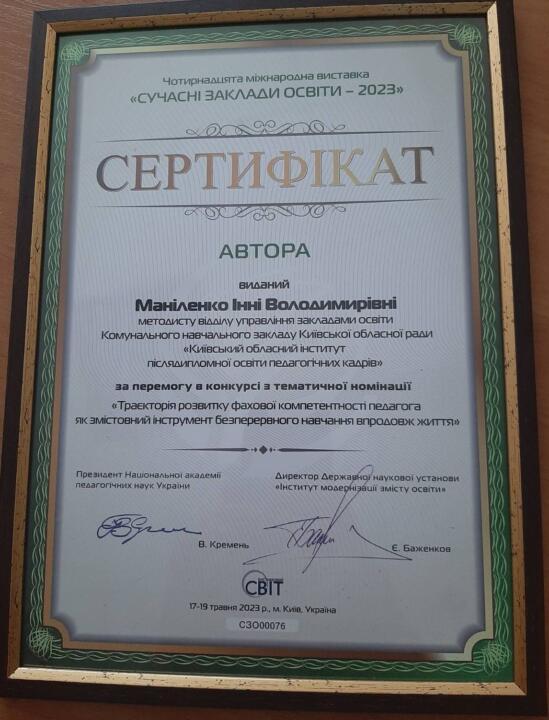 Чотирнадцята міжнародна виставка
«СУЧАСНІ ЗАКЛАДИ ОСВІТИ – 2023»
СЕРТИФІКАТ
АВТОРА
виданий
Маніленко Інні Володимирівні
методисту відділу управління закладами освіти
Комунального навчального закладу Київської обласної ради
«Київський обласний інститут
післядипломної освіти педагогічних кадрів»
за перемогу в конкурсі з тематичної номінації
«Траєкторія розвитку фахової компетентності педагога
як змістовий інструмент безперервного навчання впродовж життя»
Президент Національної академії
педагогічних наук України
В. Кремень
Директор Державної наукової установи
«Інститут модернізації змісту освіти»
Є. Баженков
СВІТ
17-19 травня 2023 р., м. Київ, Україна
СЗО00076